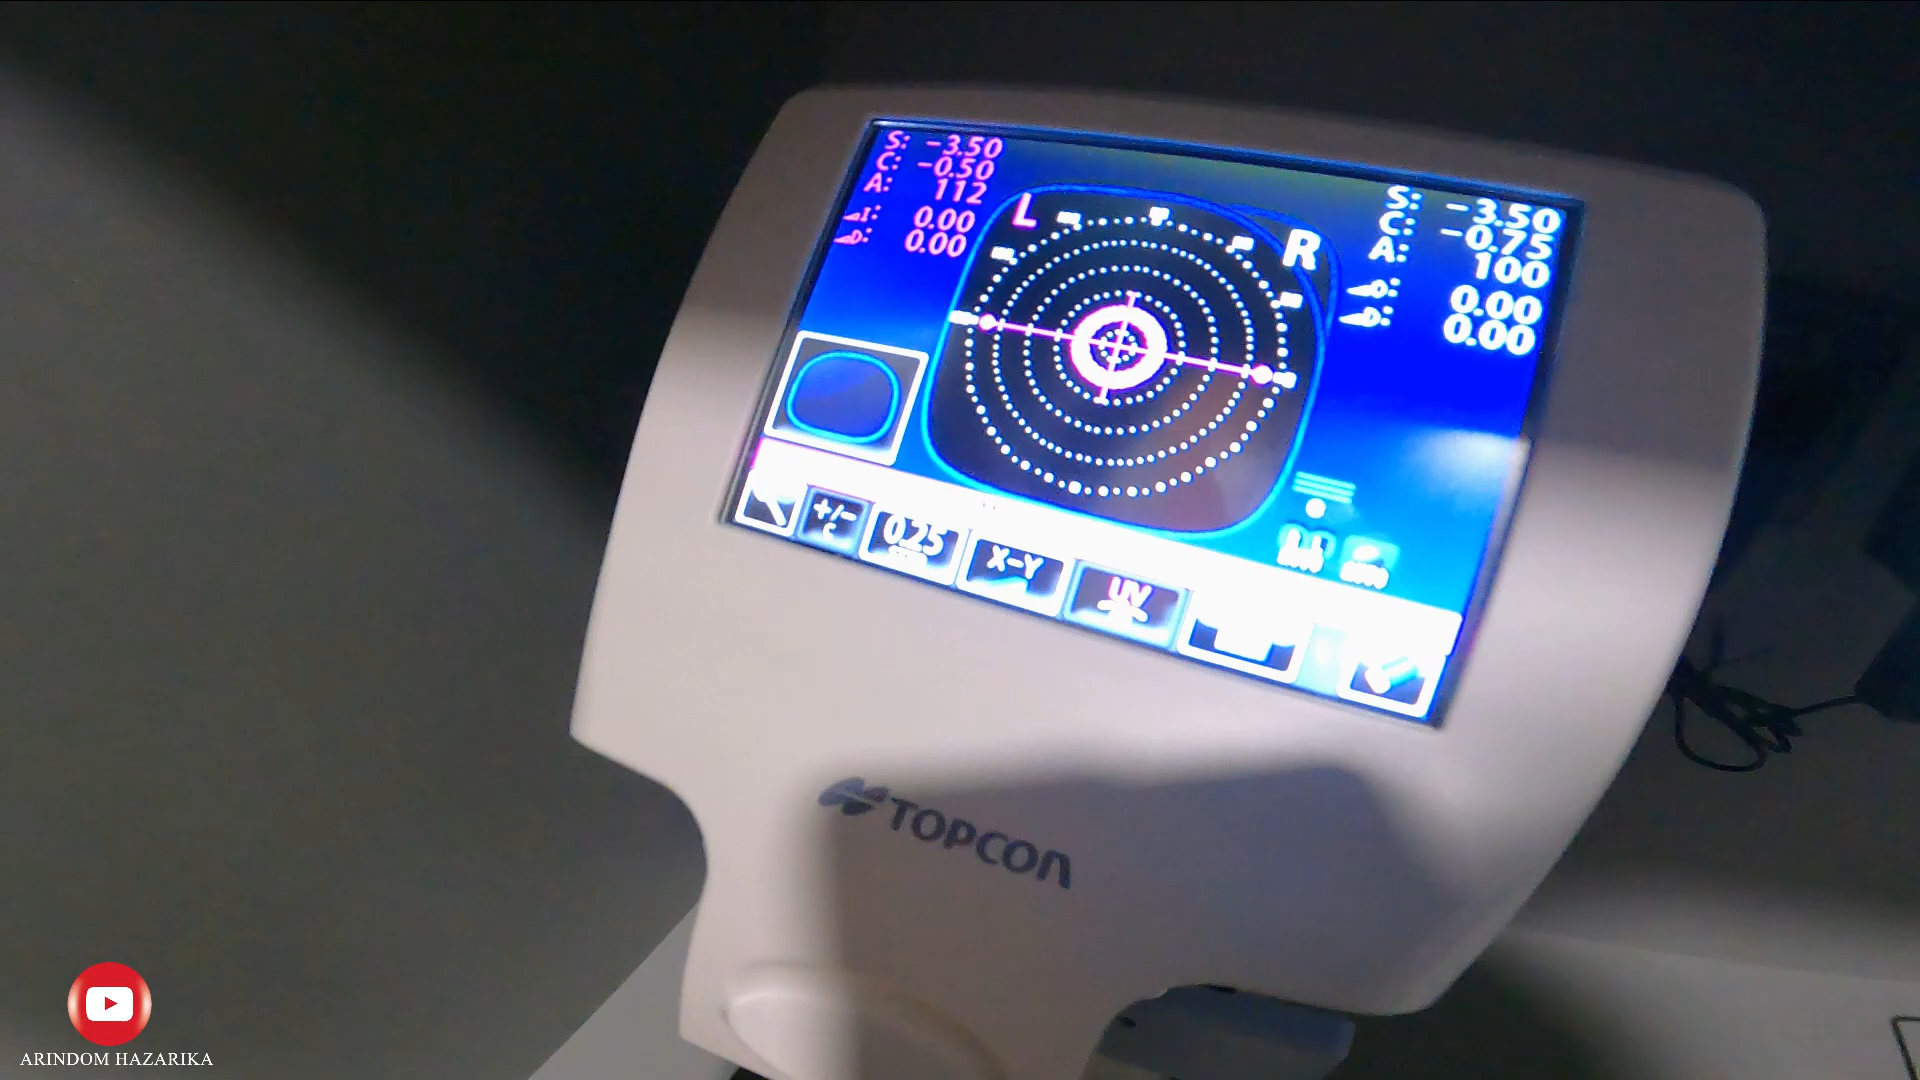 S: -3.50
C: -0.50
A: 112
I: 0.00
D: 0.00
L
R
S: -3.50
C: -0.75
A: 100
O: 0.00
D: 0.00
+/-
C
0.25
X-Y
UV
TOPCON
ARINDOM HAZARIKA